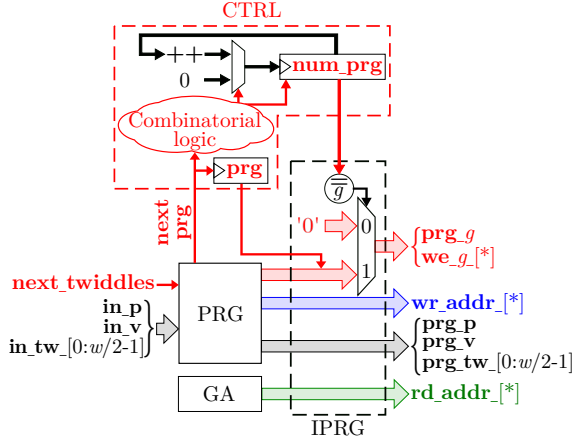 CTRL
++
num_prg
0
Combinatorial
logic
prg
next
prg
=
g
'0'
0
1
prg_g
we_g_[*]
next_twiddles
PRG
wr_addr_[*]
in_p
in_v
in_tw_[0:w/2-1]
prg_p
prg_v
prg_tw_[0:w/2-1]
GA
rd_addr_[*]
IPRG